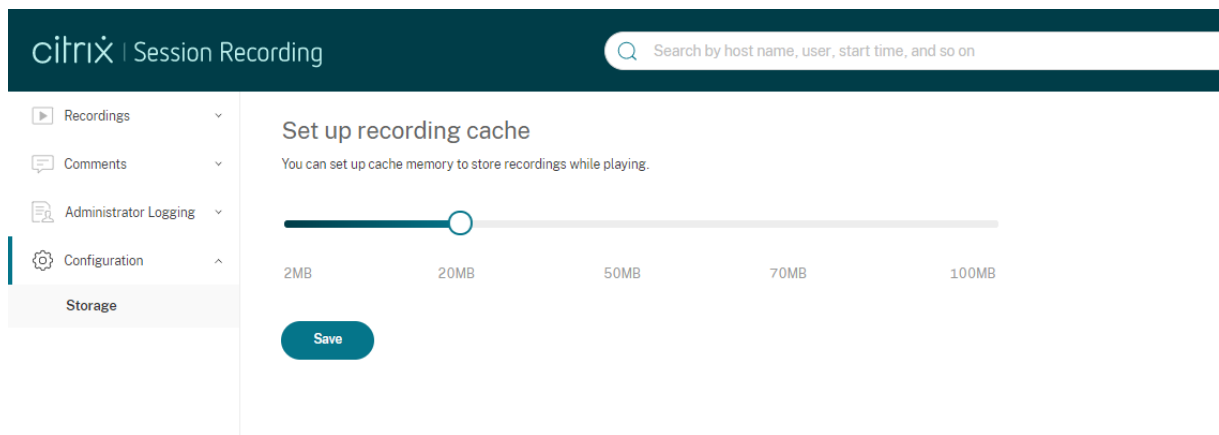 citrix | Session Recording
Search by host name, user, start time, and so on
Recordings
Comments
Administrator Logging
Configuration
Storage
Set up recording cache
You can set up cache memory to store recordings while playing.
2MB 20MB 50MB 70MB 100MB
Save